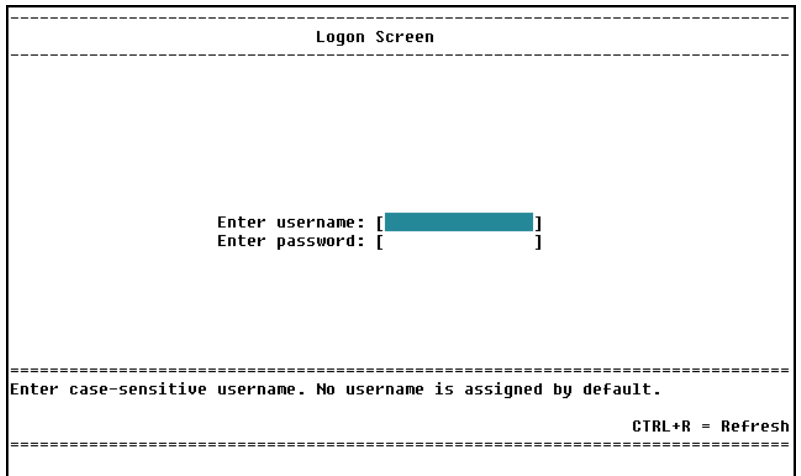 --------------------------------------------------------------------------------
Logon Screen
--------------------------------------------------------------------------------
Enter username: [               ]
Enter password: [               ]
================================================================================
Enter case-sensitive username. No username is assigned by default.
CTRL+R = Refresh
================================================================================